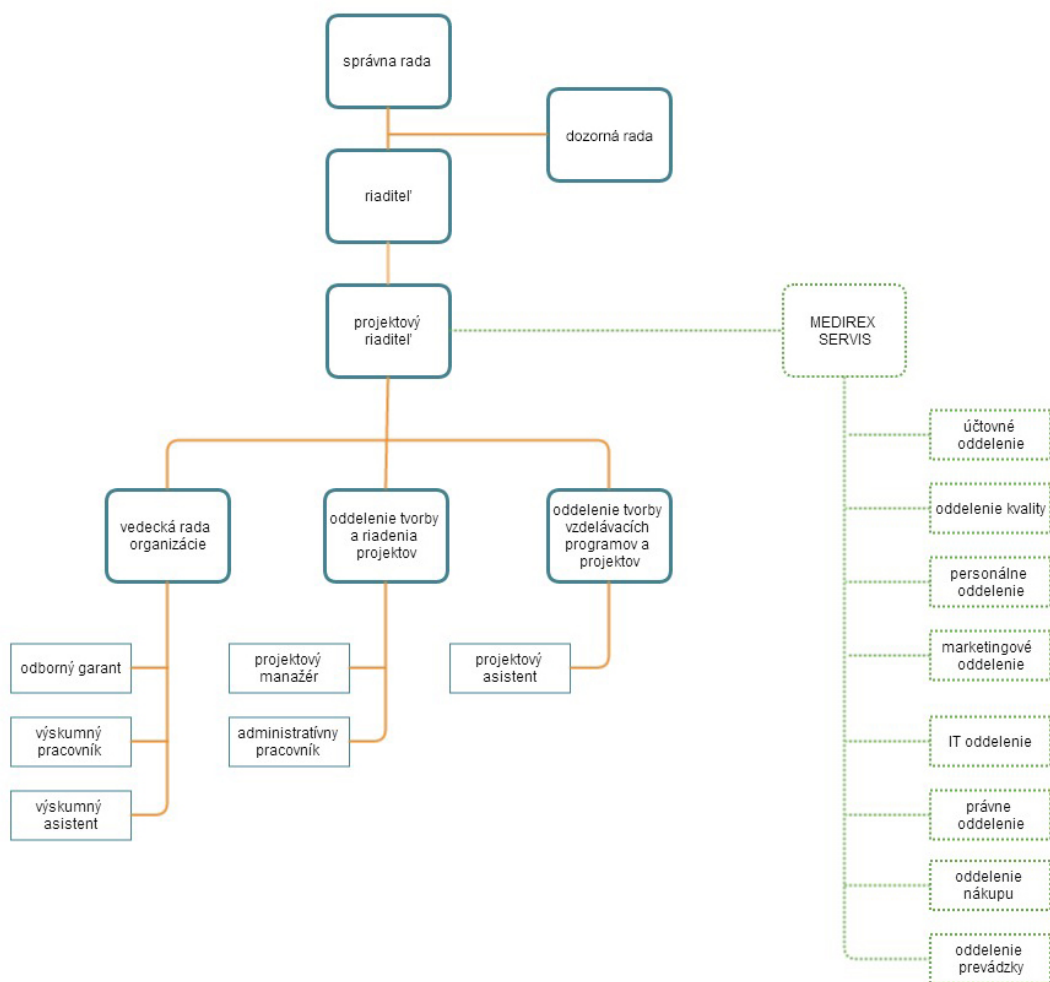 správna rada
dozorná rada
riaditeľ
projektový
riaditeľ
MEDIREX
SERVIS
účtovné
oddelenie
oddelenie kvality
personálne
oddelenie
marketingové
oddelenie
IT oddelenie
právne
oddelenie
oddelenie
nákupu
oddelenie
prevádzky
vedecká rada
organizácie
odborný garant
výskumný
pracovník
výskumný
asistent
oddelenie tvorby
a riadenia
projektov
projektový
manažér
administratívny
pracovník
oddelenie tvorby
vzdelávacích
programov a
projektov
projektový
asistent